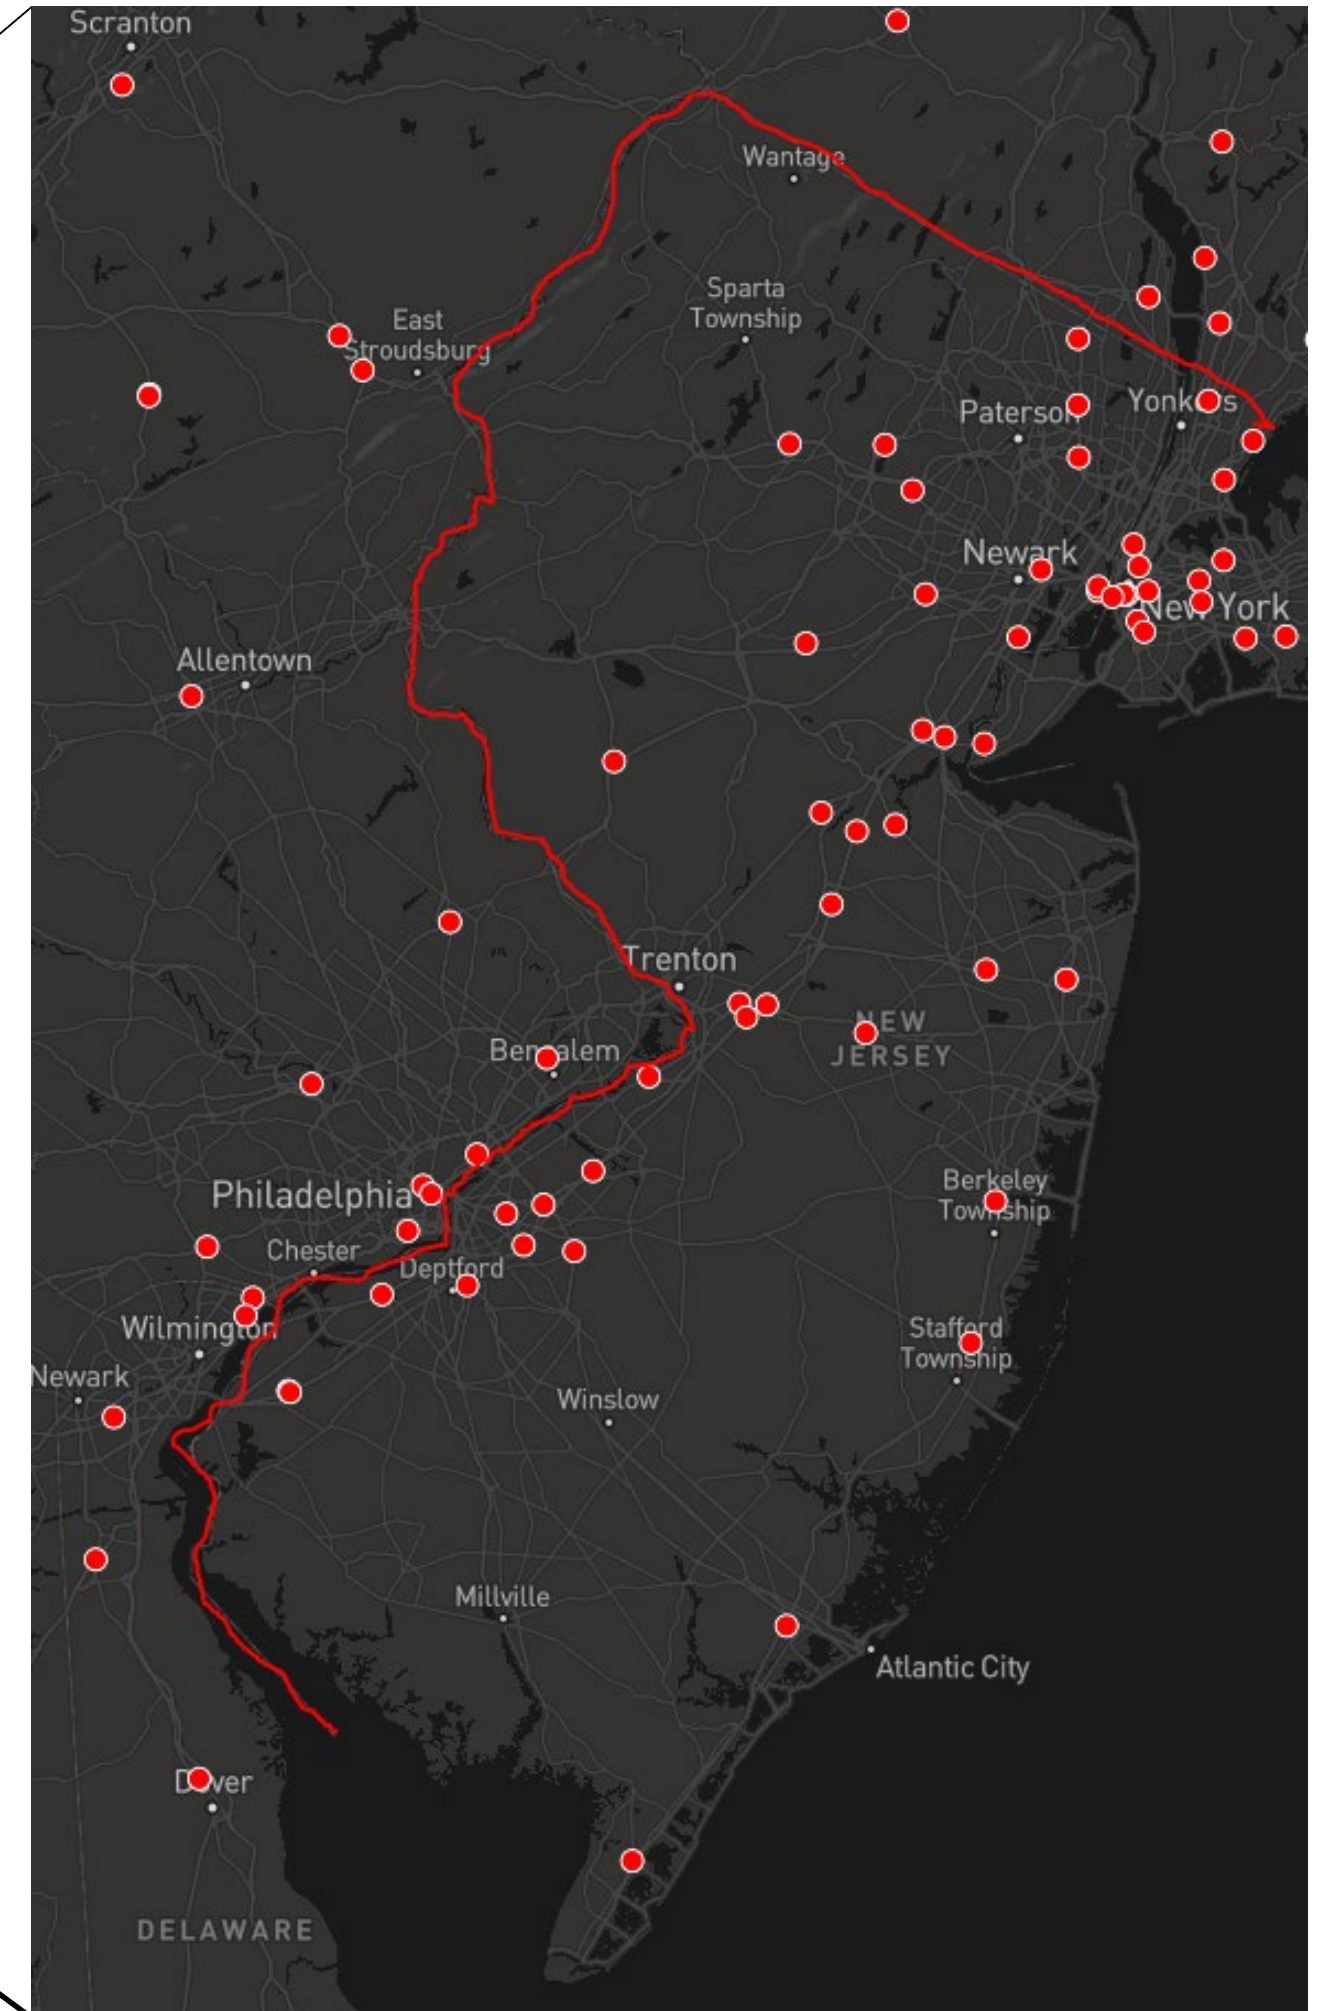 Scranton
Wantage
Sparta
Township
East
Stroudsburg
Paterson
Yonkers
Newark
New York
Allentown
Trenton
NEW
JERSEY
Bensalem
Berkeley
Township
Philadelphia
Chester
Deptford
Wilmington
Stafford
Township
Newark
Winslow
Millville
Atlantic City
Dover
DELAWARE